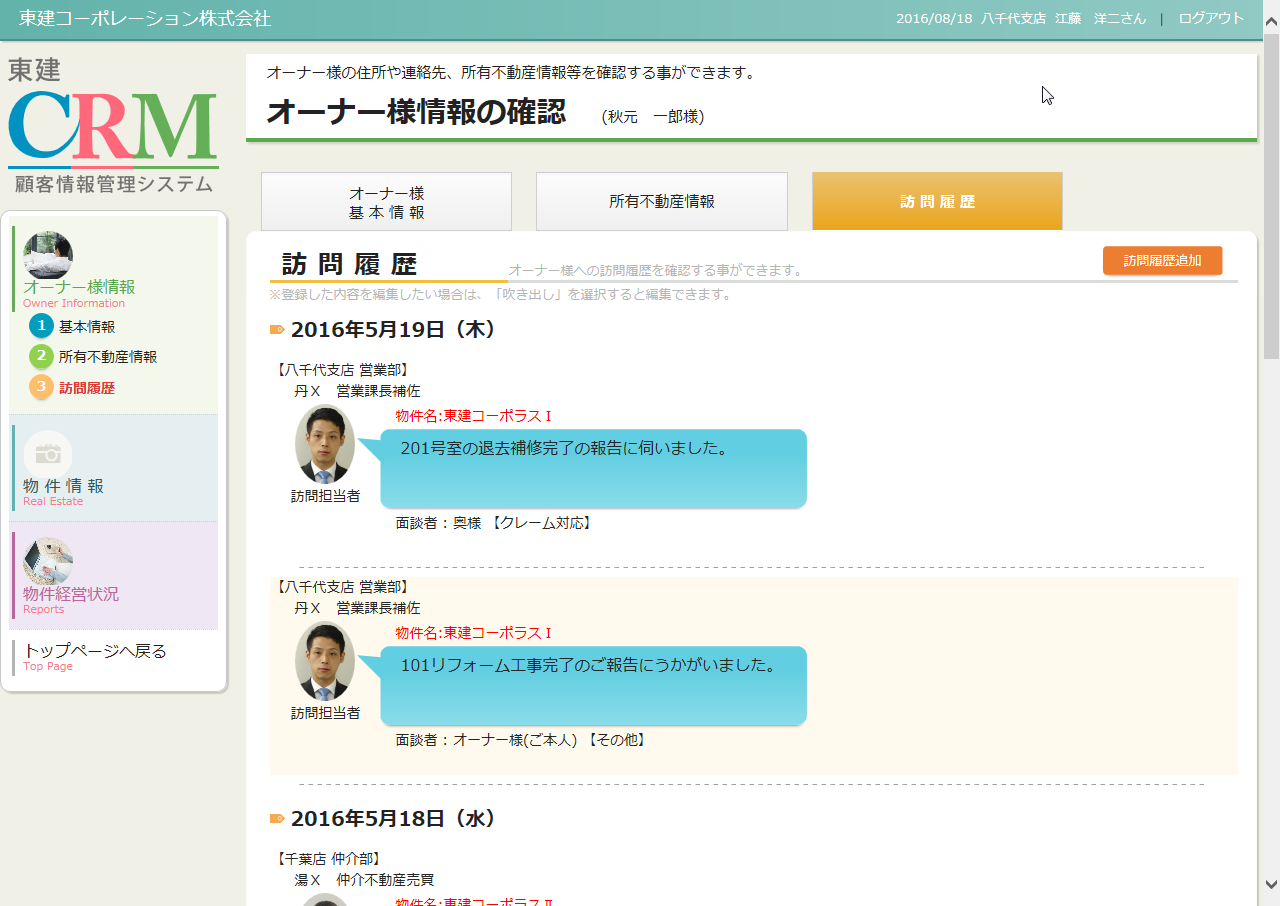 東建コーポレーション株式会社
2016/08/18 八千代支店 江藤　洋二さん | ログアウト
東建
CRM
顧客情報管理システム
オーナー様情報
Owner Information
1 基本情報
2 所有不動産情報
3 訪問履歴
物 件 情 報
Real Estate
物件経営状況
Reports
トップページへ戻る
Top Page
オーナー様の住所や連絡先、所有不動産情報等を確認する事ができます。
オーナー様情報の確認 (秋元　一郎様)
オーナー様
基 本 情 報
所有不動産情報
訪 問 履 歴
訪 問 履 歴 オーナー様への訪問履歴を確認する事ができます。
訪問履歴追加
※登録した内容を編集したい場合は、「吹き出し」を選択すると編集できます。
2016年5月19日（木）
【八千代支店 営業部】
丹Ｘ　営業課長補佐
物件名:東建コーポラスⅠ
201号室の退去補修完了の報告に伺いました。
訪問担当者
面談者：奥様 【クレーム対応】
【八千代支店 営業部】
丹Ｘ　営業課長補佐
物件名:東建コーポラスⅠ
101リフォーム工事完了のご報告にうかがいました。
訪問担当者
面談者：オーナー様(ご本人) 【その他】
2016年5月18日（水）
【千葉店 仲介部】
湯Ｘ　仲介不動産売買
物件名:東建コーポラスⅡ